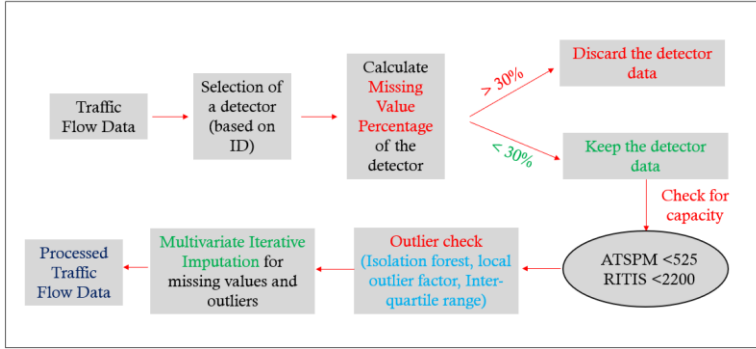 Traffic
Flow Data
Selection of
a detector
(based on
ID)
Calculate
Missing
Value
Percentage
of the
detector
> 30%
Discard the detector
data
< 30%
Keep the detector
data
Check for
capacity
ATSPM <525
RITIS <2200
Outlier check
(Isolation forest, local
outlier factor, Inter-
quartile range)
Multivariate Iterative
Imputation for
missing values and
outliers
Processed
Traffic
Flow Data